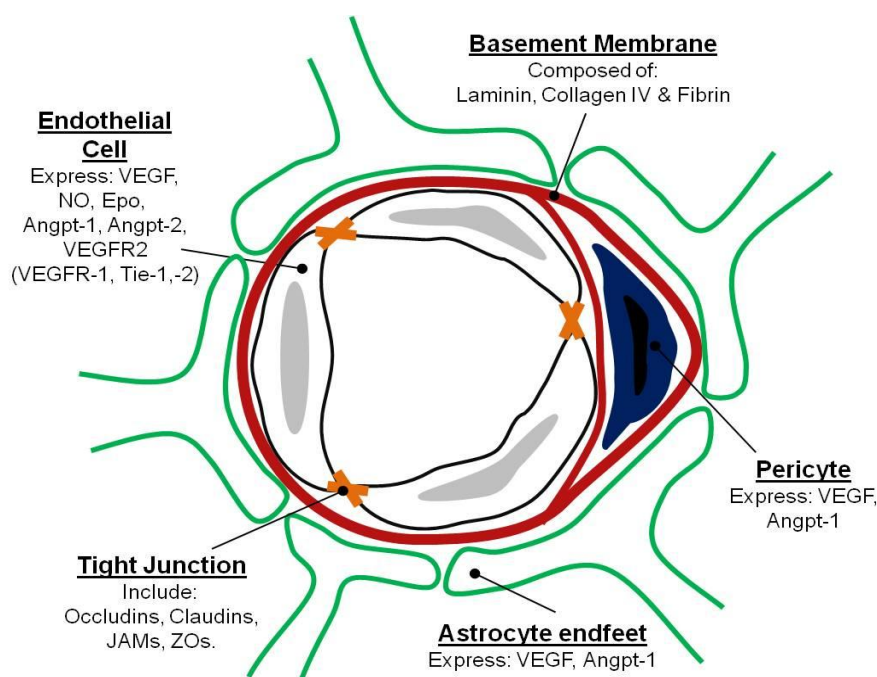 Basement Membrane
Composed of:
Laminin, Collagen IV & Fibrin
Endothelial
Cell
Express: VEGF,
NO, Epo,
Angpt-1, Angpt-2,
VEGFR2
(VEGFR-1, Tie-1,-2)
Pericyte
Express: VEGF,
Angpt-1
Tight Junction
Include:
Occludins, Claudins,
JAMs, ZOs.
Astrocyte endfeet
Express: VEGF, Angpt-1